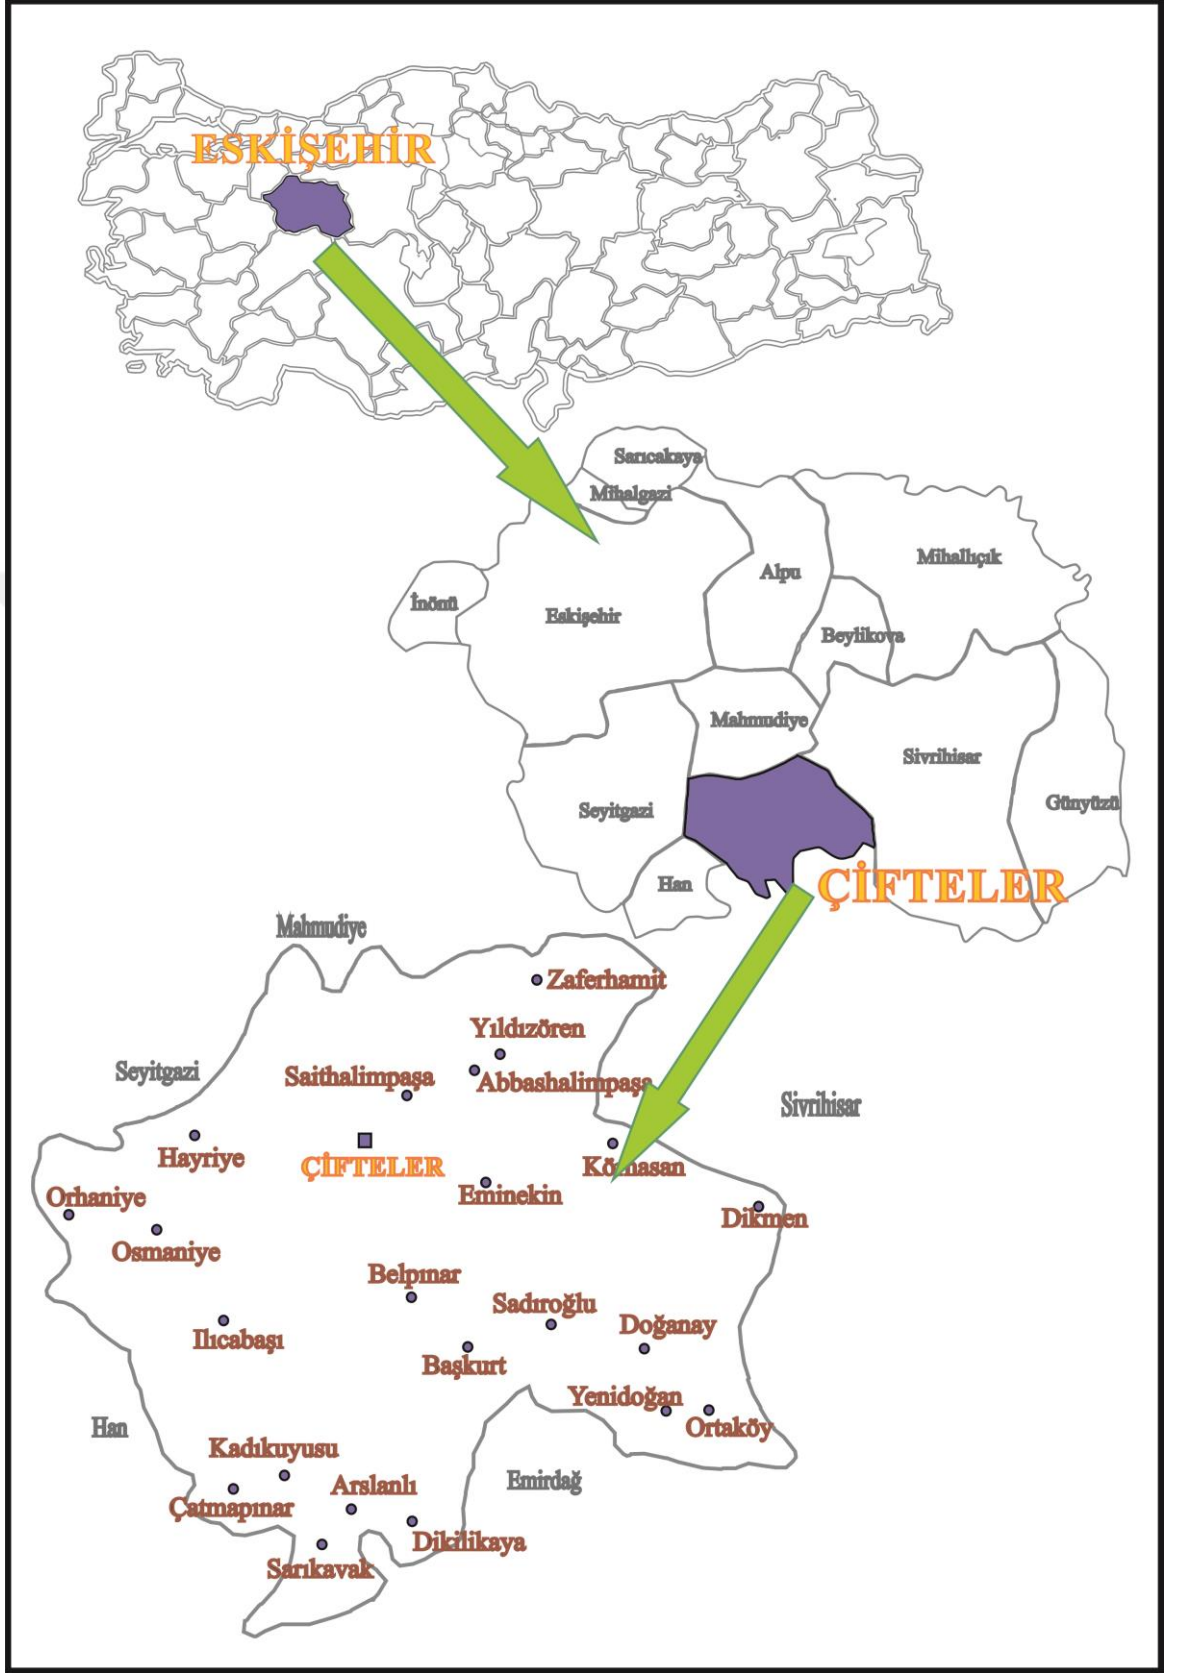 ESKİŞEHİR
Sarıcakaya
Mihalgazi
Mihallıçık
Alpu
İnönü
Eskişehir
Beylikova
Mahmudiye
Sivrihisar
Günyüzü
Seyitgazi
Han
ÇİFTELER
Mahmudiye
Zaferhamit
Yıldızören
Seyitgazi
Saithalimpaşa
Abbashalimpaşa
Sivrihisar
Hayriye
ÇİFTELER
Eminekin
Orhaniye
Dikmen
Osmaniye
Belpınar
Sadıroğlu
Doğanay
Ilıcabaşı
Başkurt
Yenidoğan
Ortaköy
Han
Kadıkuyusu
Emirdağ
Arslanlı
Çatmapınar
Dikilikaya
Sarıkavak